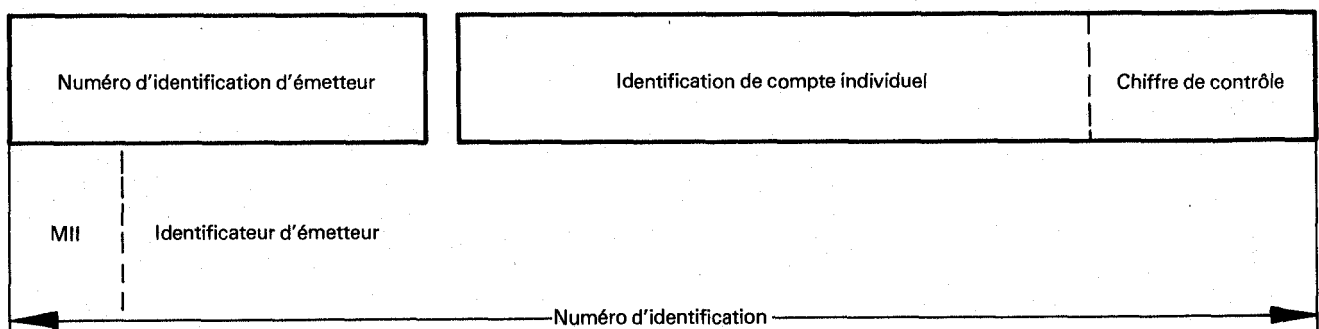 Numéro d'identification d'émetteur
Identification de compte individuel
Chiffre de contrôle
MII
Identificateur d'émetteur
Numéro d'identification